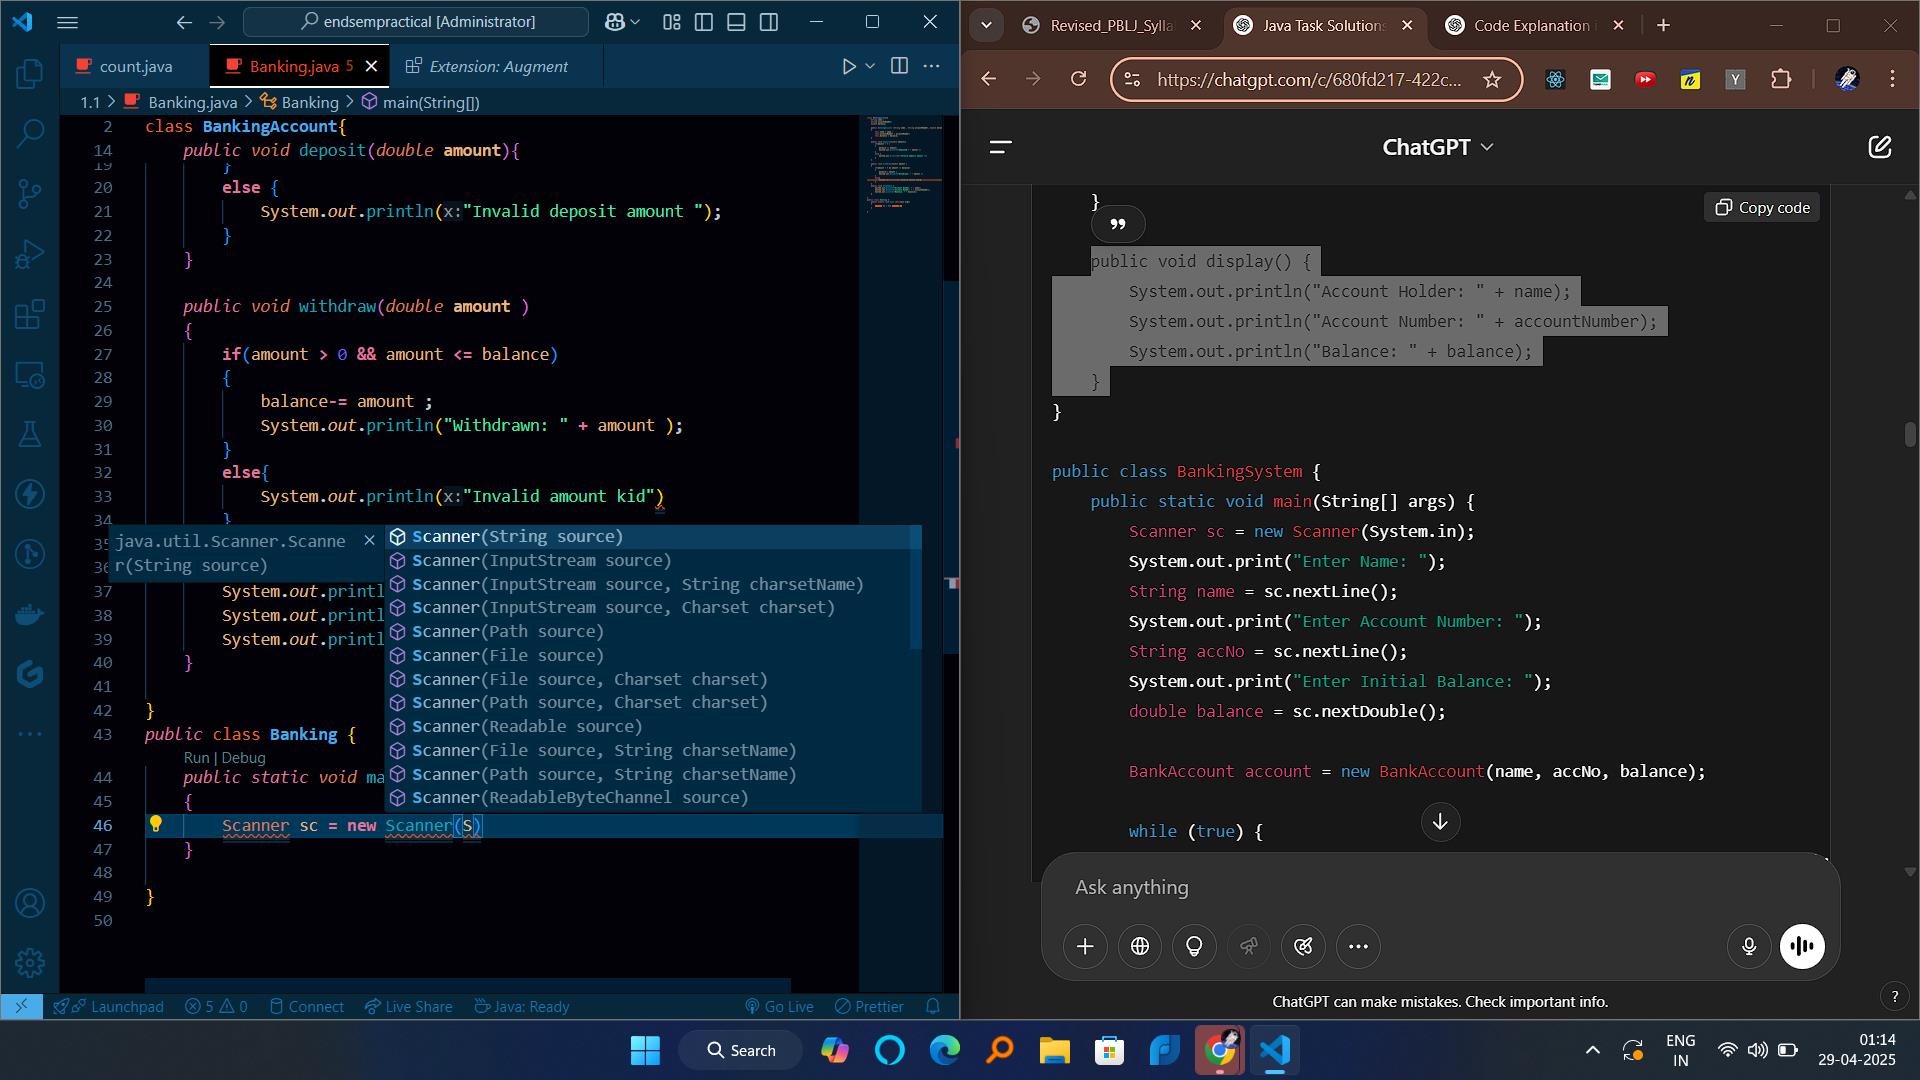 endsempractical [Administrator]
count.java
Banking.java 5
Extension: Augment
1.1 > Banking.java > Banking > main(String[])
2 class BankingAccount{
14 public void deposit(double amount){
19 }
20 else {
21 System.out.println(x:"Invalid deposit amount ");
22 }
23 }
24
25 public void withdraw(double amount )
26 {
27 if(amount > 0 && amount <= balance)
28 {
29 balance-= amount ;
30 System.out.println("Withdrawn: " + amount );
31 }
32 else{
33 System.out.println(x:"Invalid amount kid")
34 }
java.util.Scanner.Scanne
r(String source)
Scanner(String source)
Scanner(InputStream source)
Scanner(InputStream source, String charsetName)
Scanner(InputStream source, Charset charset)
Scanner(Path source)
Scanner(File source)
Scanner(File source, Charset charset)
Scanner(Path source, Charset charset)
Scanner(Readable source)
Scanner(File source, String charsetName)
Scanner(Path source, String charsetName)
Scanner(ReadableByteChannel source)
37 System.out.printl
38 System.out.printl
39 System.out.printl
40 }
41
42 }
43 public class Banking {
Run | Debug
44 public static void ma
45 {
46 Scanner sc = new Scanner(S)
47 }
48
49 }
50
Launchpad
5 0
Connect
Live Share
Java: Ready
Go Live
Prettier
Revised_PBLJ_Sylla
Java Task Solutions
Code Explanation
https://chatgpt.com/c/680fd217-422c...
ChatGPT
Copy code
}
public void display() {
System.out.println("Account Holder: " + name);
System.out.println("Account Number: " + accountNumber);
System.out.println("Balance: " + balance);
}
}
public class BankingSystem {
public static void main(String[] args) {
Scanner sc = new Scanner(System.in);
System.out.print("Enter Name: ");
String name = sc.nextLine();
System.out.print("Enter Account Number: ");
String accNo = sc.nextLine();
System.out.print("Enter Initial Balance: ");
double balance = sc.nextDouble();
BankAccount account = new BankAccount(name, accNo, balance);
while (true) {
Ask anything
ChatGPT can make mistakes. Check important info.
?
Search
ENG
IN
01:14
29-04-2025